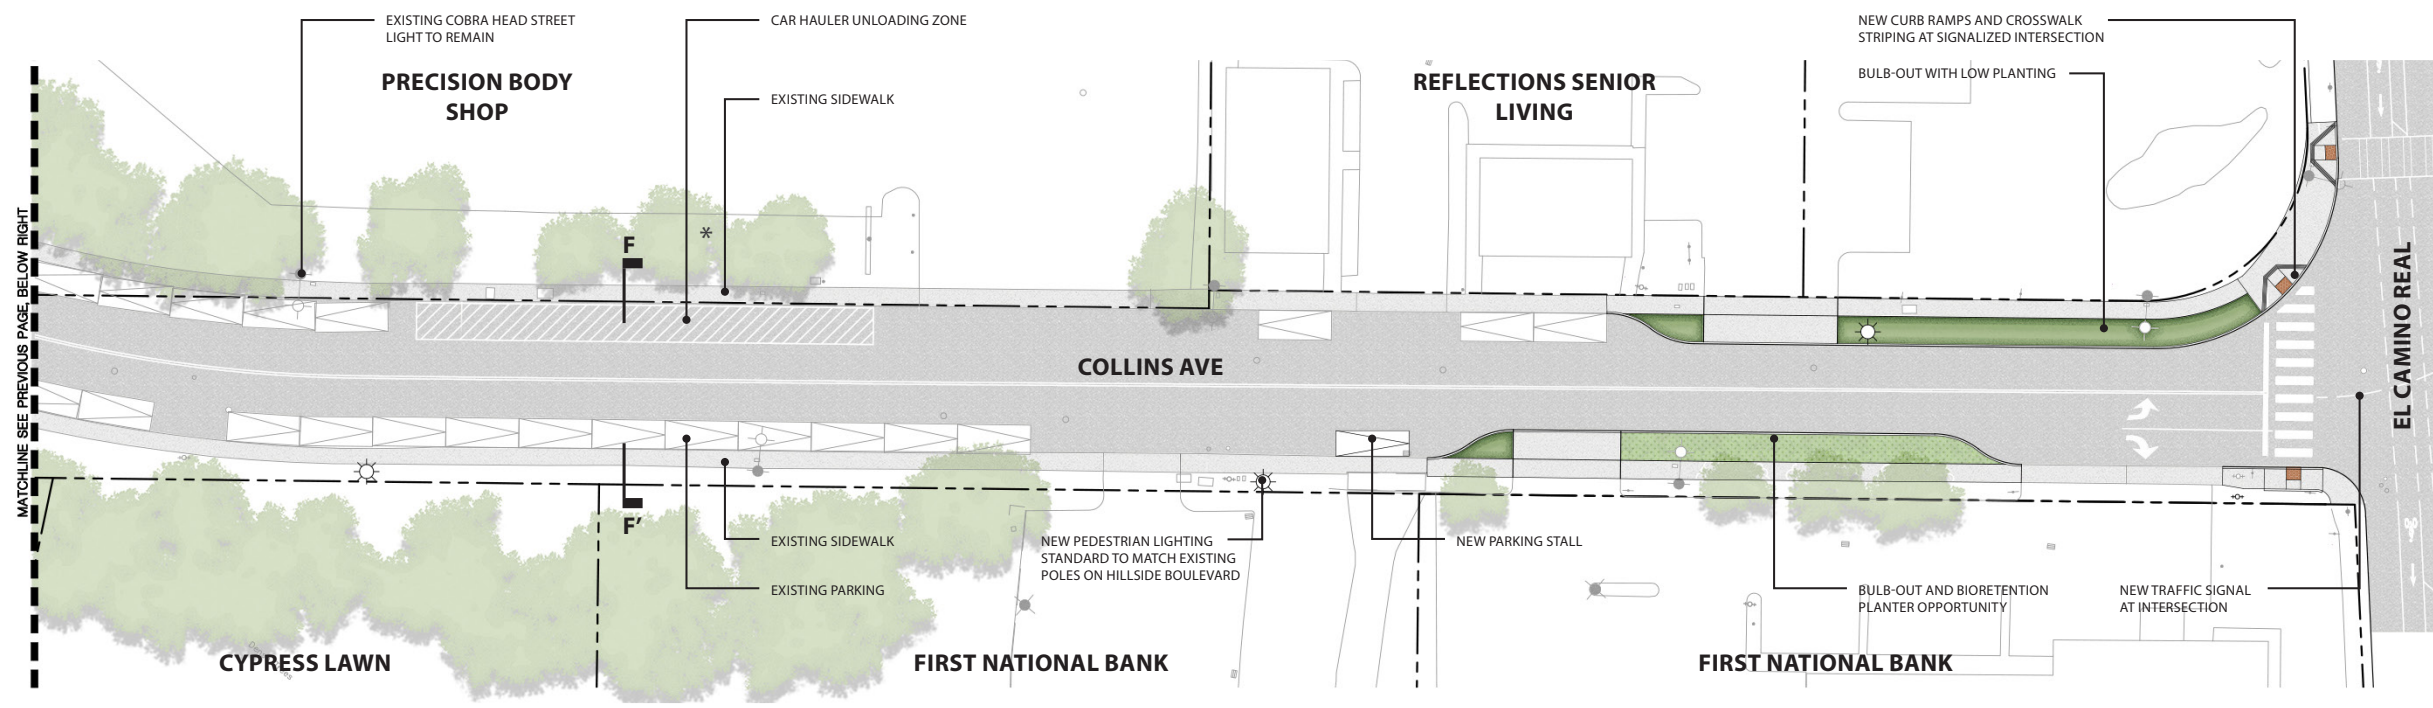 EXISTING COBRA HEAD STREET
LIGHT TO REMAIN
CAR HAULER UNLOADING ZONE
NEW CURB RAMPS AND CROSSWALK
STRIPING AT SIGNALIZED INTERSECTION
PRECISION BODY
SHOP
EXISTING SIDEWALK
REFLECTIONS SENIOR
LIVING
BULB-OUT WITH LOW PLANTING
MATCHLINE SEE PREVIOUS PAGE BELOW RIGHT
F
*
COLLINS AVE
EL CAMINO REAL
F'
EXISTING SIDEWALK
EXISTING PARKING
NEW PEDESTRIAN LIGHTING
STANDARD TO MATCH EXISTING
POLES ON HILLSIDE BOULEVARD
NEW PARKING STALL
BULB-OUT AND BIORETENTION
PLANTER OPPORTUNITY
NEW TRAFFIC SIGNAL
AT INTERSECTION
CYPRESS LAWN
FIRST NATIONAL BANK
FIRST NATIONAL BANK